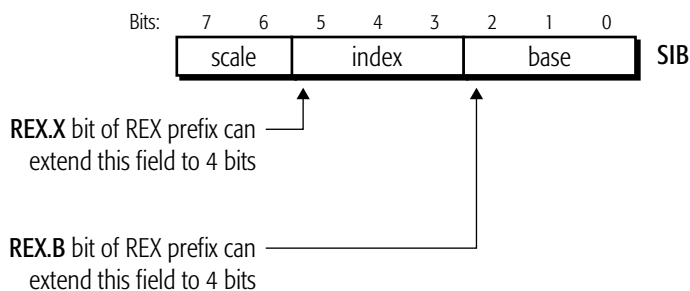 Bits: 7 6 5 4 3 2 1 0
scale index base SIB
REX.X bit of REX prefix can
extend this field to 4 bits
REX.B bit of REX prefix can
extend this field to 4 bits